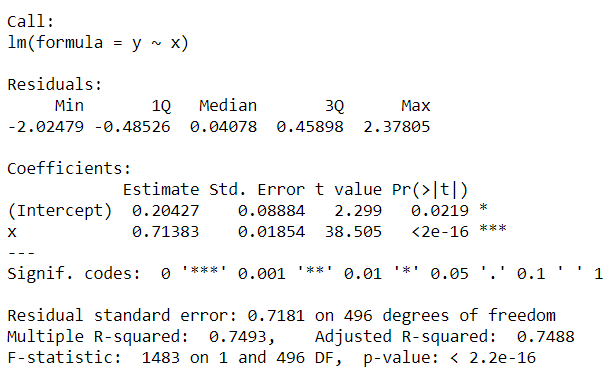 Call:
lm(formula = y ~ x)
Residuals:
     Min       1Q   Median       3Q      Max
-2.02479 -0.48526  0.04078  0.45898  2.37805
Coefficients:
            Estimate Std. Error t value Pr(>|t|)
(Intercept)  0.20427    0.08884   2.299   0.0219 *
x            0.71383    0.01854  38.505   <2e-16 ***
---
Signif. codes:  0 '***' 0.001 '**' 0.01 '*' 0.05 '.' 0.1 ' ' 1
Residual standard error: 0.7181 on 496 degrees of freedom
Multiple R-squared:  0.7493,    Adjusted R-squared:  0.7488
F-statistic:  1483 on 1 and 496 DF,  p-value: < 2.2e-16